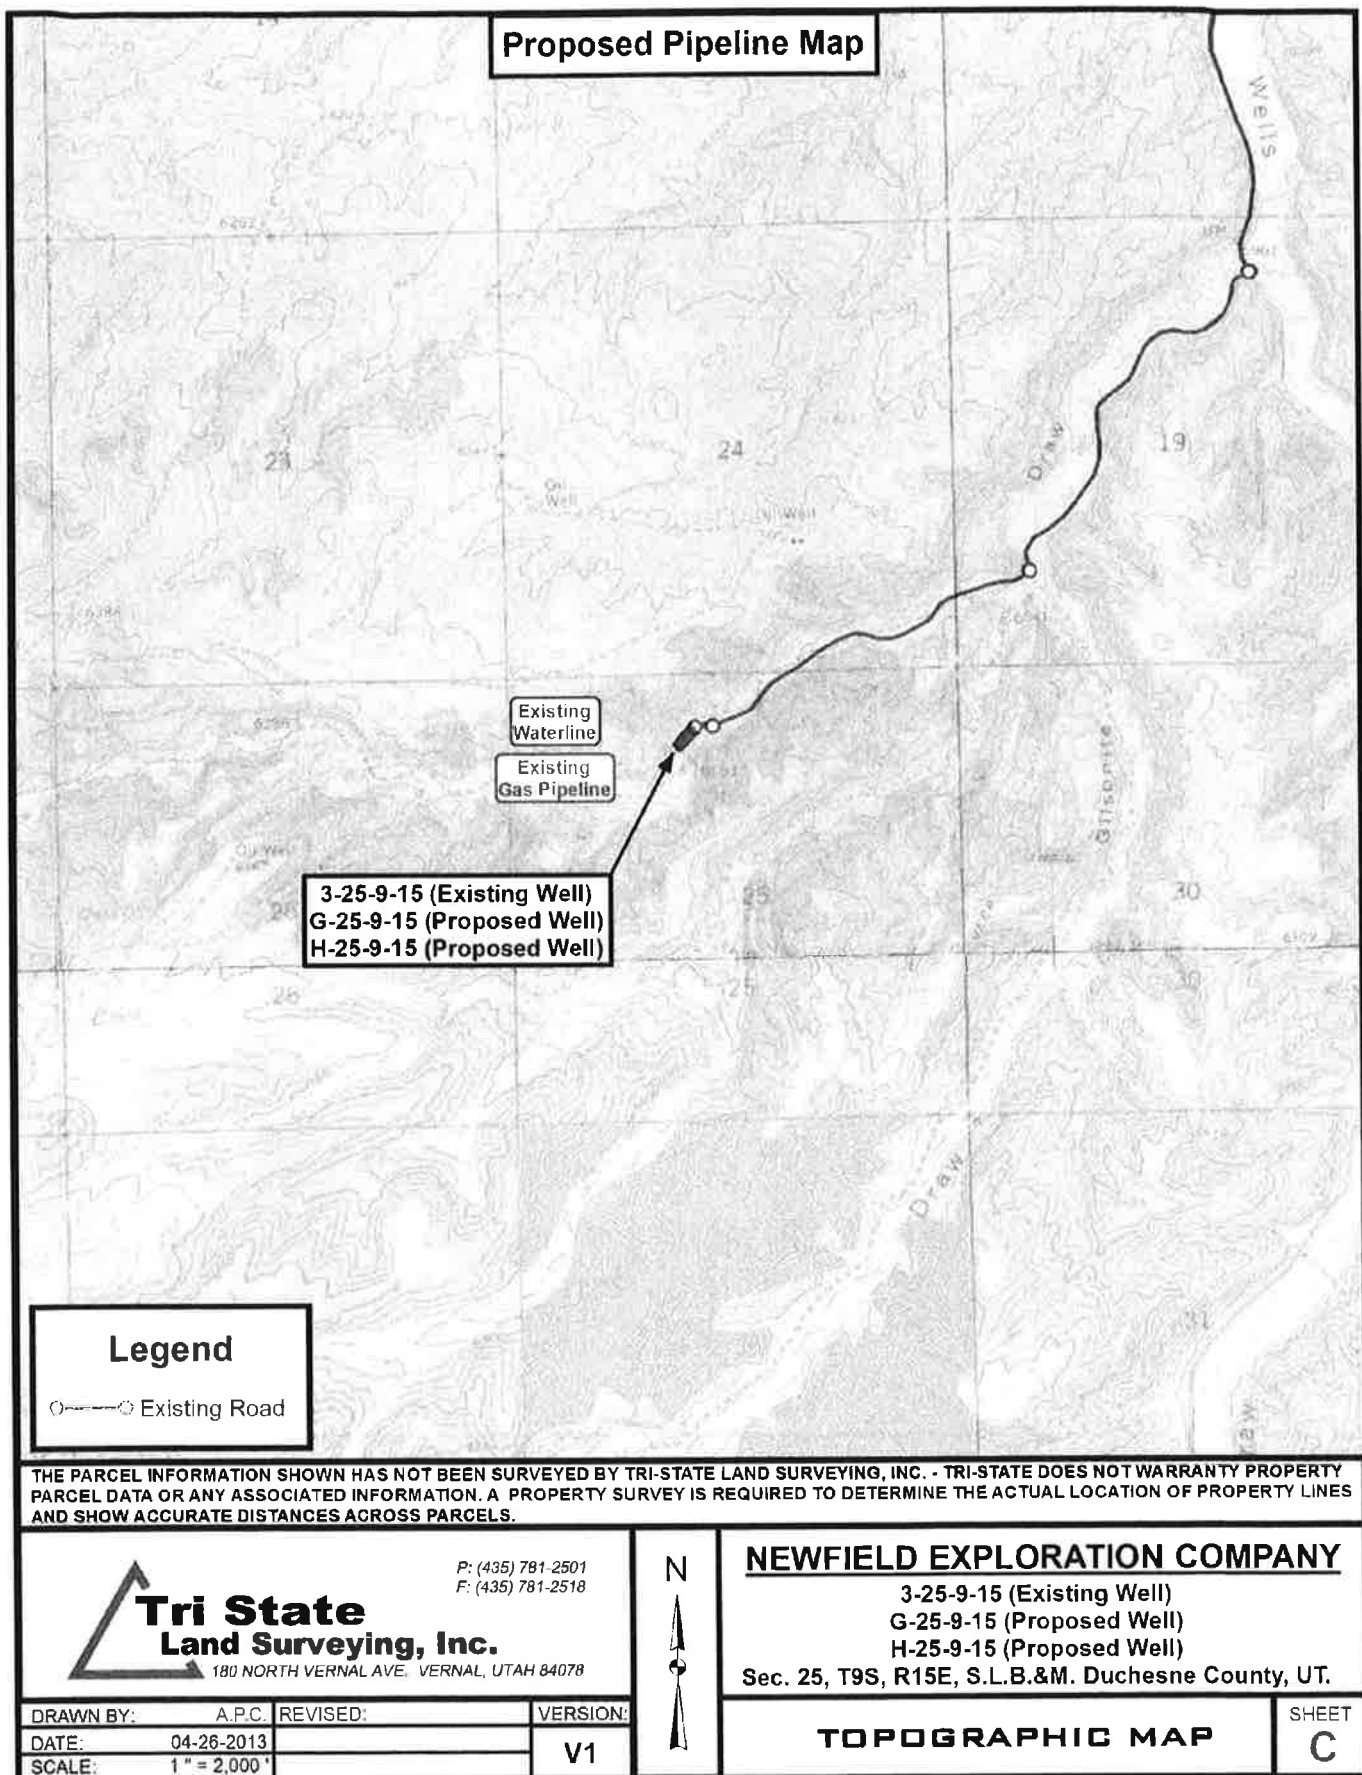 Proposed Pipeline Map
Wells
23
24
19
Draw
Oil
Well
Existing
Waterline
Existing
Gas Pipeline
Gilsonite
3-25-9-15 (Existing Well)
G-25-9-15 (Proposed Well)
H-25-9-15 (Proposed Well)
25
30
26
25
30
Draw
31
Legend
Existing Road
THE PARCEL INFORMATION SHOWN HAS NOT BEEN SURVEYED BY TRI-STATE LAND SURVEYING, INC. - TRI-STATE DOES NOT WARRANTY PROPERTY
PARCEL DATA OR ANY ASSOCIATED INFORMATION. A PROPERTY SURVEY IS REQUIRED TO DETERMINE THE ACTUAL LOCATION OF PROPERTY LINES
AND SHOW ACCURATE DISTANCES ACROSS PARCELS.
P: (435) 781-2501
F: (435) 781-2518
Tri State
Land Surveying, Inc.
180 NORTH VERNAL AVE. VERNAL, UTAH 84078
N
NEWFIELD EXPLORATION COMPANY
3-25-9-15 (Existing Well)
G-25-9-15 (Proposed Well)
H-25-9-15 (Proposed Well)
Sec. 25, T9S, R15E, S.L.B.&M. Duchesne County, UT.
DRAWN BY: A.P.C. REVISED: VERSION:
DATE: 04-26-2013
V1
SCALE: 1 " = 2,000 '
TOPOGRAPHIC MAP
SHEET
C